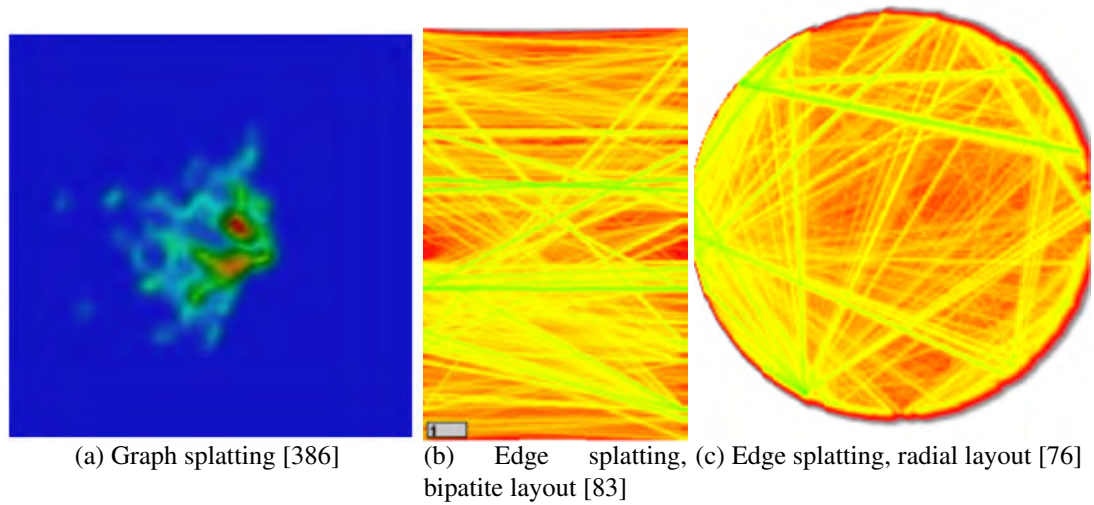 (a) Graph splatting [386]
(b) Edge splatting,
bipatite layout [83]
(c) Edge splatting, radial layout [76]